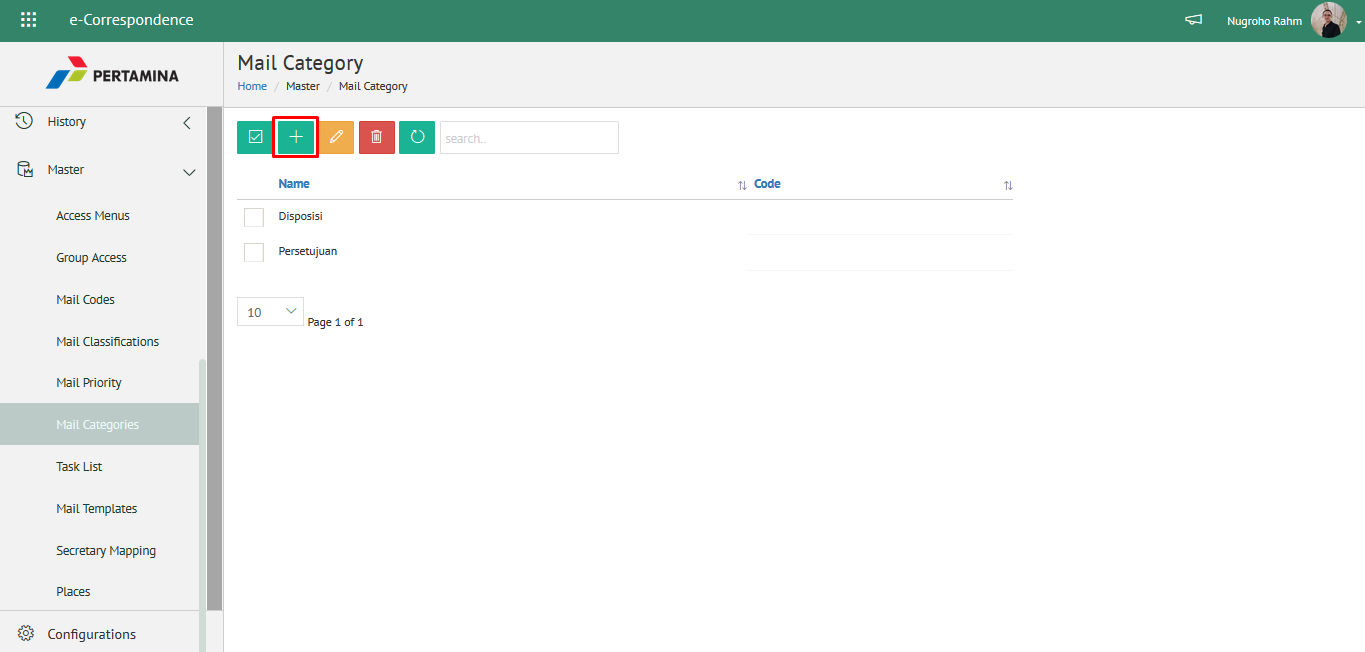 e-Correspondence
Nugroho Rahm
PERTAMINA
Mail Category
Home / Master / Mail Category
History
Master
Access Menus
Group Access
Mail Codes
Mail Classifications
Mail Priority
Mail Categories
Task List
Mail Templates
Secretary Mapping
Places
Configurations
search..
Name Code
Disposisi
Persetujuan
10
Page 1 of 1